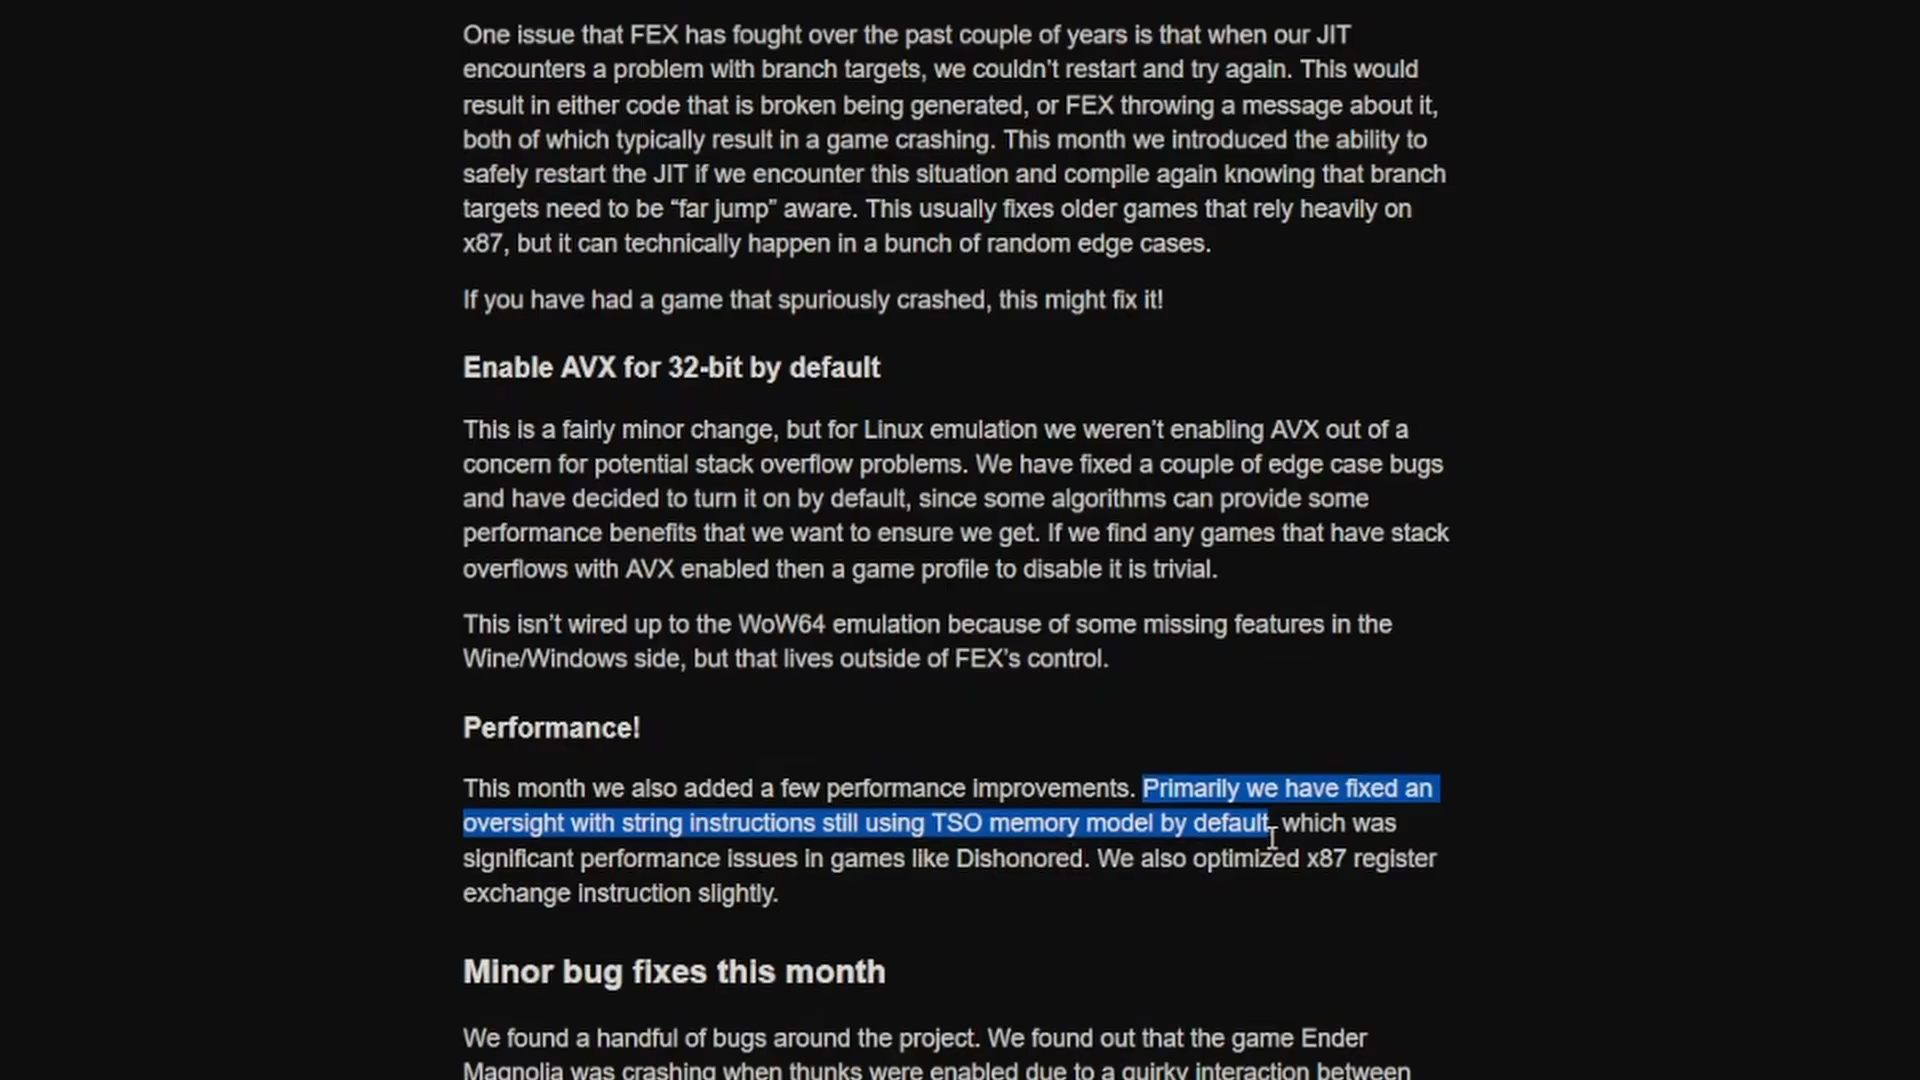 One issue that FEX has fought over the past couple of years is that when our JIT
encounters a problem with branch targets, we couldn’t restart and try again. This would
result in either code that is broken being generated, or FEX throwing a message about it,
both of which typically result in a game crashing. This month we introduced the ability to
safely restart the JIT if we encounter this situation and compile again knowing that branch
targets need to be “far jump” aware. This usually fixes older games that rely heavily on
x87, but it can technically happen in a bunch of random edge cases.
If you have had a game that spuriously crashed, this might fix it!
Enable AVX for 32-bit by default
This is a fairly minor change, but for Linux emulation we weren’t enabling AVX out of a
concern for potential stack overflow problems. We have fixed a couple of edge case bugs
and have decided to turn it on by default, since some algorithms can provide some
performance benefits that we want to ensure we get. If we find any games that have stack
overflows with AVX enabled then a game profile to disable it is trivial.
This isn’t wired up to the WoW64 emulation because of some missing features in the
Wine/Windows side, but that lives outside of FEX’s control.
Performance!
This month we also added a few performance improvements. Primarily we have fixed an
oversight with string instructions still using TSO memory model by default, which was
significant performance issues in games like Dishonored. We also optimized x87 register
exchange instruction slightly.
Minor bug fixes this month
We found a handful of bugs around the project. We found out that the game Ender
Magnolia was crashing when thunks were enabled due to a quirky interaction between